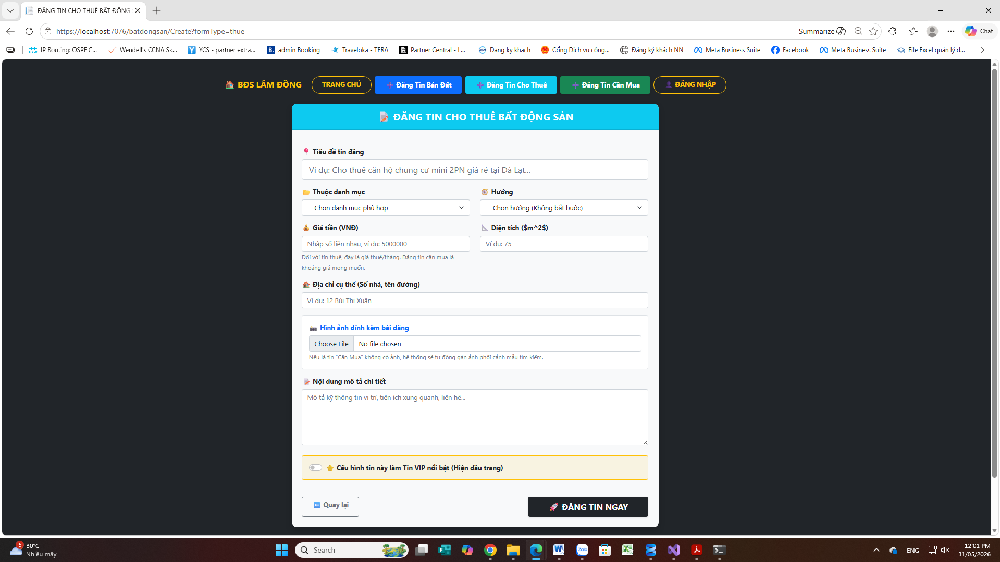 ĐĂNG TIN CHO THUÊ BẤT ĐỘNG
https://localhost:7076/batdongsan/Create?formType=thue
Summarize
Chat
IP Routing: OSPF C...
Wendell's CCNA Sk...
YCS - partner extra...
admin Booking
Traveloka - TERA
Partner Central - L...
Dang ky khach
Cổng Dịch vụ công...
Đăng ký khách NN
Meta Business Suite
Facebook
Meta Business Suite
File Excel quản lý d...
BĐS LÂM ĐỒNG
TRANG CHỦ
Đăng Tin Bán Đất
Đăng Tin Cho Thuê
Đăng Tin Cần Mua
ĐĂNG NHẬP
ĐĂNG TIN CHO THUÊ BẤT ĐỘNG SẢN
Tiêu đề tin đăng
Ví dụ: Cho thuê căn hộ chung cư mini 2PN giá rẻ tại Đà Lạt...
Thuộc danh mục
Hướng
-- Chọn danh mục phù hợp --
-- Chọn hướng (Không bắt buộc) --
Giá tiền (VNĐ)
Diện tích ($m^2$)
Nhập số liền nhau, ví dụ: 5000000
Ví dụ: 75
Đối với tin thuê, đây là giá thuê/tháng. Đăng tin cần mua là
khoảng giá mong muốn.
Địa chỉ cụ thể (Số nhà, tên đường)
Ví dụ: 12 Bùi Thị Xuân
Hình ảnh đính kèm bài đăng
Choose File
No file chosen
Nếu là tin "Cần Mua" không có ảnh, hệ thống sẽ tự động gán ảnh phối cảnh mẫu tìm kiếm.
Nội dung mô tả chi tiết
Mô tả kỹ thông tin vị trí, tiện ích xung quanh, liên hệ...
Cấu hình tin này làm Tin VIP nổi bật (Hiện đầu trang)
Quay lại
ĐĂNG TIN NGAY
5
30°C
Nhiều mây
Search
ENG
12:01 PM
31/05/2026